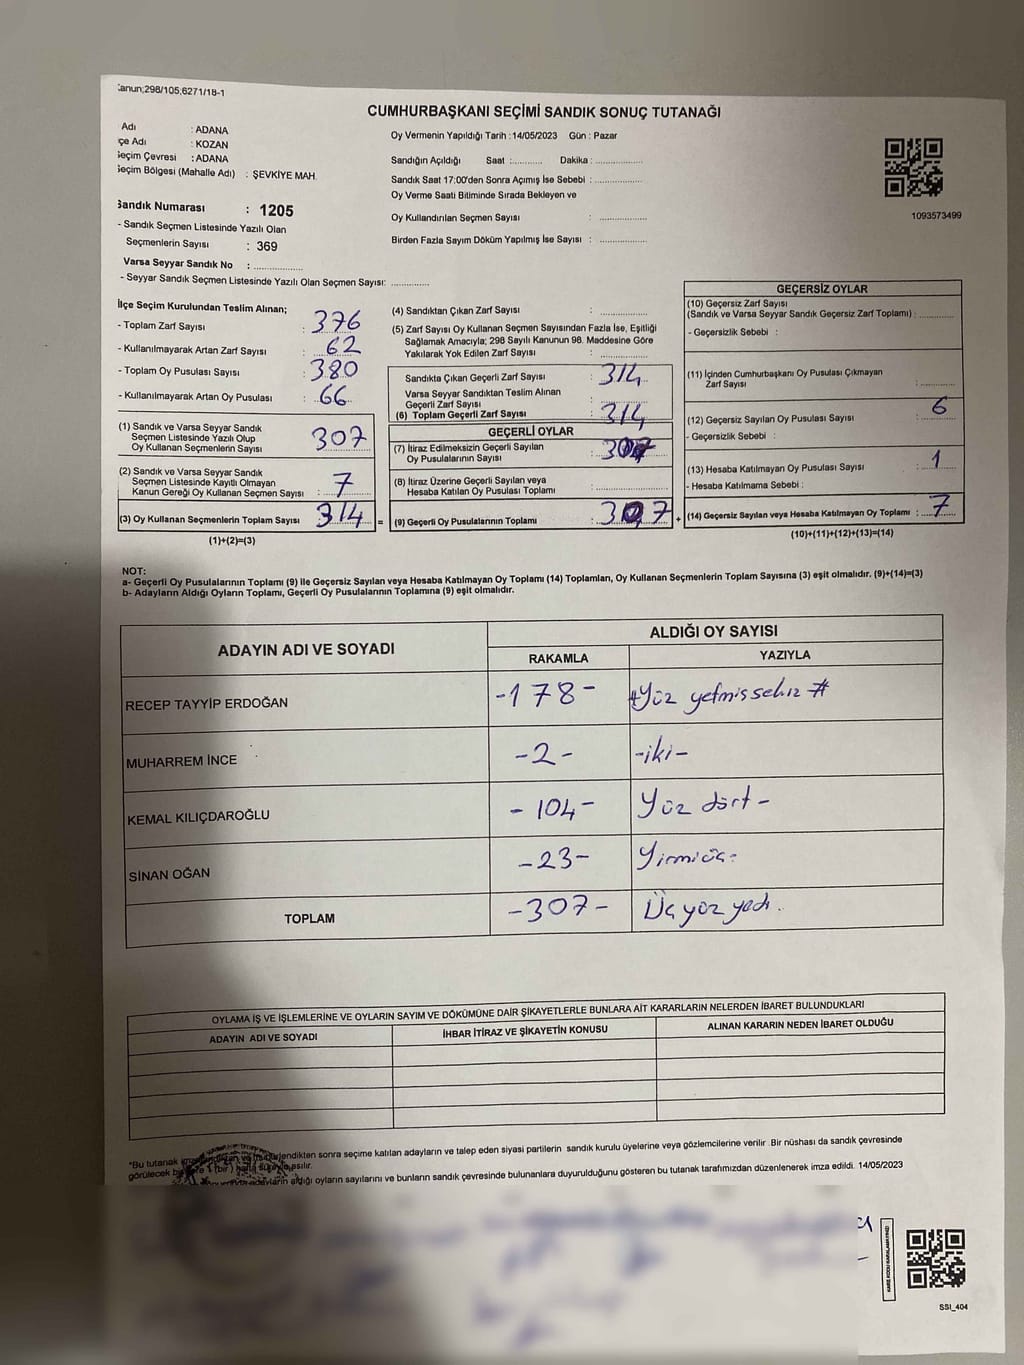 Kanun;298/105;6271/18-1
CUMHURBAŞKANI SEÇİMİ SANDIK SONUÇ TUTANAĞI
Adı : ADANA
çe Adı : KOZAN
Seçim Çevresi : ADANA
Seçim Bölgesi (Mahalle Adı) : ŞEVKİYE MAH.
Sandık Numarası : 1205
- Sandık Seçmen Listesinde Yazılı Olan
Seçmenlerin Sayısı : 369
Varsa Seyyar Sandık No : ..............
- Seyyar Sandık Seçmen Listesinde Yazılı Olan Seçmen Sayısı: ............
Oy Vermenin Yapıldığı Tarih : 14/05/2023 Gün : Pazar
Sandığın Açıldığı Saat :.......... Dakika : ..............
Sandık Saat 17:00'den Sonra Açımış İse Sebebi : ..............
Oy Verme Saati Bitiminde Sırada Bekleyen ve
Oy Kullandırılan Seçmen Sayısı : ..............
Birden Fazla Sayım Döküm Yapılmış İse Sayısı : ..............
1093573499
İlçe Seçim Kurulundan Teslim Alınan;
- Toplam Zarf Sayısı : 376
- Kullanılmayarak Artan Zarf Sayısı : 62
- Toplam Oy Pusulası Sayısı : 380
- Kullanılmayarak Artan Oy Pusulası : 66
(1) Sandık ve Varsa Seyyar Sandık
Seçmen Listesinde Yazılı Olup
Oy Kullanan Seçmenlerin Sayısı : 307
(2) Sandık ve Varsa Seyyar Sandık
Seçmen Listesinde Kayıtlı Olmayan
Kanun Gereği Oy Kullanan Seçmen Sayısı : 7
(3) Oy Kullanan Seçmenlerin Toplam Sayısı : 314 =
(1)+(2)=(3)
(4) Sandıktan Çıkan Zarf Sayısı : ..............
(5) Zarf Sayısı Oy Kullanan Seçmen Sayısından Fazla İse, Eşitliği
Sağlamak Amacıyla; 298 Sayılı Kanunun 98. Maddesine Göre
Yakılarak Yok Edilen Zarf Sayısı : ..............
Sandıkta Çıkan Geçerli Zarf Sayısı : 314
Varsa Seyyar Sandıktan Teslim Alınan
Geçerli Zarf Sayısı :
(6) Toplam Geçerli Zarf Sayısı : 314
GEÇERLİ OYLAR
(7) İtiraz Edilmeksizin Geçerli Sayılan
Oy Pusulalarının Sayısı : 307
(8) İtiraz Üzerine Geçerli Sayılan veya
Hesaba Katılan Oy Pusulası Toplamı : ..............
(9) Geçerli Oy Pusulalarının Toplamı : 307 +
GEÇERSİZ OYLAR
(10) Geçersiz Zarf Sayısı
(Sandık ve Varsa Seyyar Sandık Geçersiz Zarf Toplamı) : ..........
- Geçersizlik Sebebi :
(11) İçinden Cumhurbaşkanı Oy Pusulası Çıkmayan
Zarf Sayısı : ..........
(12) Geçersiz Sayılan Oy Pusulası Sayısı : 6
- Geçersizlik Sebebi :
(13) Hesaba Katılmayan Oy Pusulası Sayısı : 1
- Hesaba Katılmama Sebebi :
(14) Geçersiz Sayılan veya Hesaba Katılmayan Oy Toplamı : 7
(10)+(11)+(12)+(13)=(14)
NOT:
a- Geçerli Oy Pusulalarının Toplamı (9) ile Geçersiz Sayılan veya Hesaba Katılmayan Oy Toplamı (14) Toplamları, Oy Kullanan Seçmenlerin Toplam Sayısına (3) eşit olmalıdır. (9)+(14)=(3)
b- Adayların Aldığı Oyların Toplamı, Geçerli Oy Pusulalarının Toplamına (9) eşit olmalıdır.
ADAYIN ADI VE SOYADI ALDIĞI OY SAYISI
RAKAMLA YAZIYLA
RECEP TAYYİP ERDOĞAN -178- #Yüz yetmiş sekiz #
MUHARREM İNCE -2- -iki-
KEMAL KILIÇDAROĞLU -104- Yüz dört -
SİNAN OĞAN -23- Yirmiüç-
TOPLAM -307- Üç yüz yedi.
OYLAMA İŞ VE İŞLEMLERİNE VE OYLARIN SAYIM VE DÖKÜMÜNE DAİR ŞİKAYETLERLE BUNLARA AİT KARARLARIN NELERDEN İBARET BULUNDUKLARI
ADAYIN ADI VE SOYADI İHBAR İTİRAZ VE ŞİKAYETİN KONUSU ALINAN KARARIN NEDEN İBARET OLDUĞU
*Bu tutanak sonra seçime katılan adayların ve talep eden siyasi partilerin sandık kurulu üyelerine veya gözlemcilerine verilir. Bir nüshası da sandık çevresinde
görülecek asılır.
aldığı oyların sayılarını ve bunların sandık çevresinde bulunanlara duyurulduğunu gösteren bu tutanak tarafımızdan düzenlenerek imza edildi. 14/05/2023
SSI_404